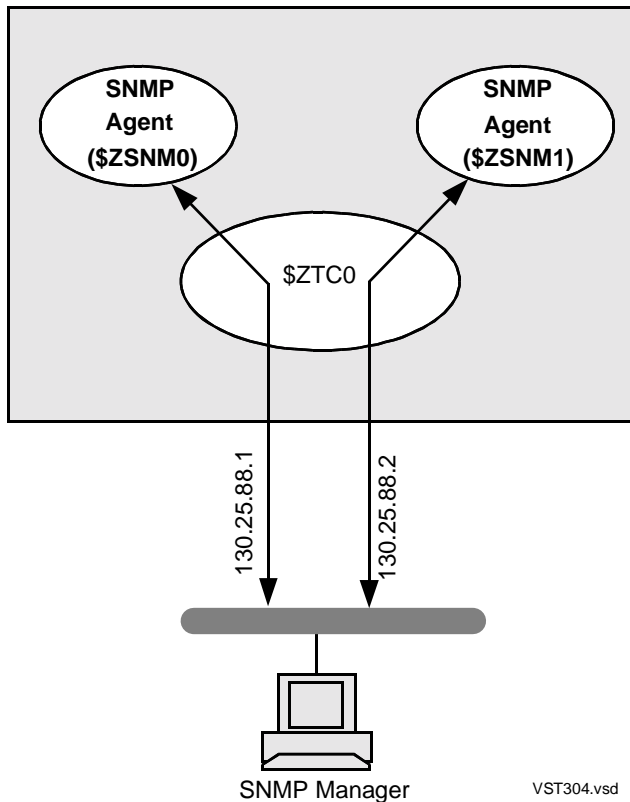 SNMP
Agent
($ZSNM0)
SNMP
Agent
($ZSNM1)
$ZTC0
130.25.88.1
130.25.88.2
SNMP Manager
VST304.vsd